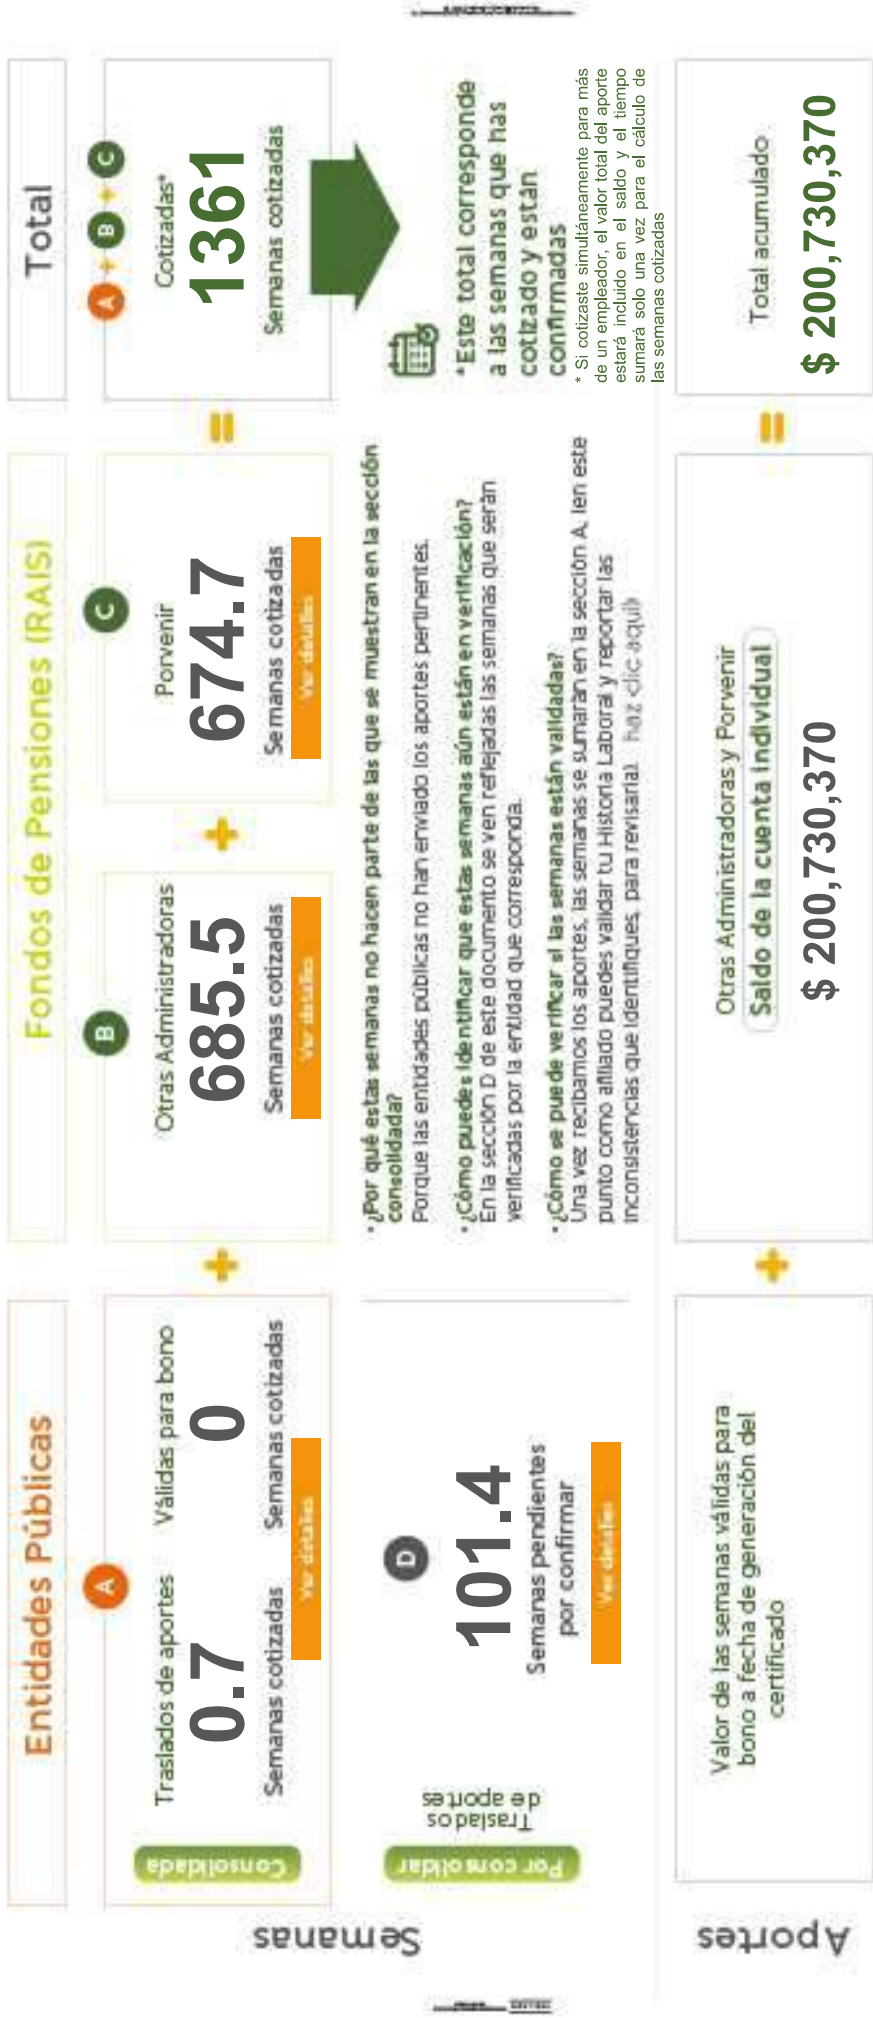 Entidades Públicas
Fondos de Pensiones (RAIS)
Total
Semanas
Consolidada
A
Traslados de aportes
0.7
Semanas cotizadas
Válidas para bono
0
Semanas cotizadas
Ver detalles
+
B
Otras Administradoras
685.5
Semanas cotizadas
Ver detalles
+
C
Porvenir
674.7
Semanas cotizadas
Ver detalles
=
A + B + C
Cotizadas*
1361
Semanas cotizadas
Por consolidar
Traslados
de aportes
D
101.4
Semanas pendientes
por confirmar
Ver detalles
• ¿Por qué estas semanas no hacen parte de las que se muestran en la sección
consolidada?
Porque las entidades públicas no han enviado los aportes pertinentes.
• ¿Cómo puedes identificar que estas semanas aún están en verificación?
En la sección D de este documento se ven reflejadas las semanas que serán
verificadas por la entidad que corresponda.
• ¿Cómo se puede verificar si las semanas están validadas?
Una vez recibamos los aportes, las semanas se sumarán en la sección A, (en este
punto como afiliado puedes validar tu Historia Laboral y reportar las
inconsistencias que identifiques, para revisarla). haz clic aquí)
*Este total corresponde
a las semanas que has
cotizado y están
confirmadas
* Si cotizaste simultáneamente para más
de un empleador, el valor total del aporte
estará incluido en el saldo y el tiempo
sumará solo una vez para el cálculo de
las semanas cotizadas
Aportes
Valor de las semanas válidas para
bono a fecha de generación del
certificado
+
Otras Administradoras y Porvenir
Saldo de la cuenta individual
$ 200,730,370
=
Total acumulado
$ 200,730,370